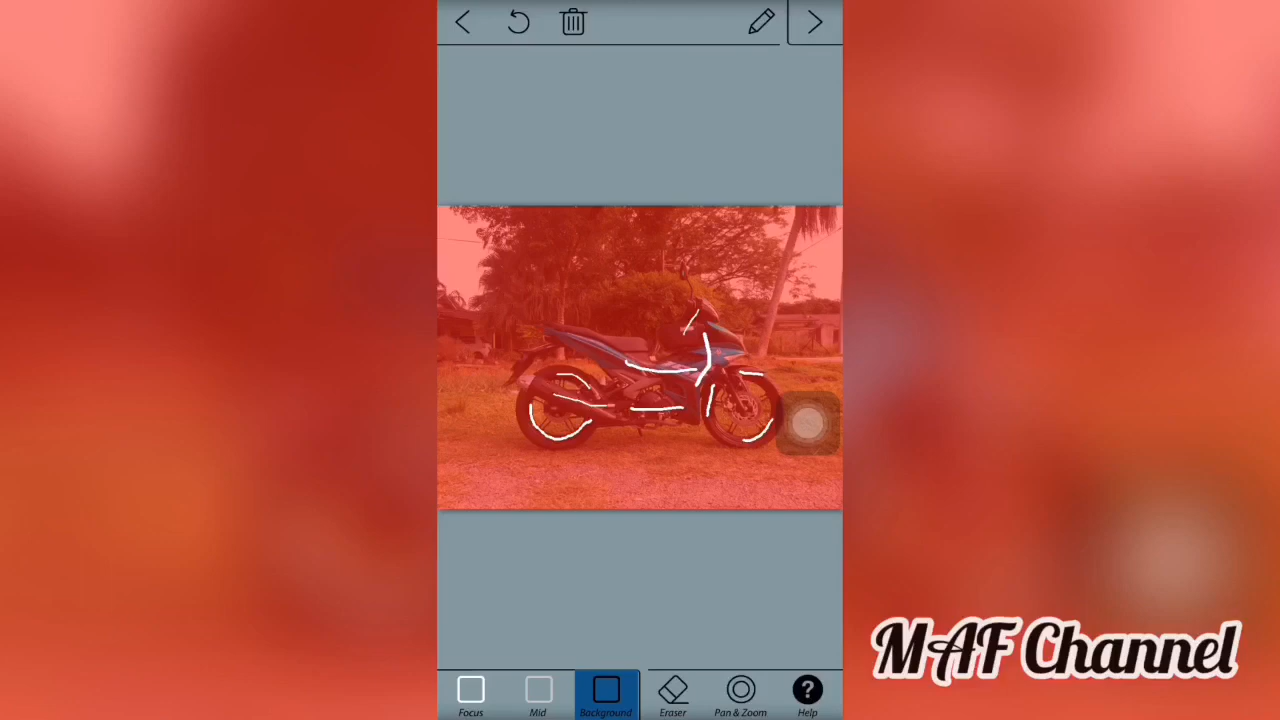 Focus
Mid
Background
Eraser
Pan & Zoom
?
Help
MAF Channel